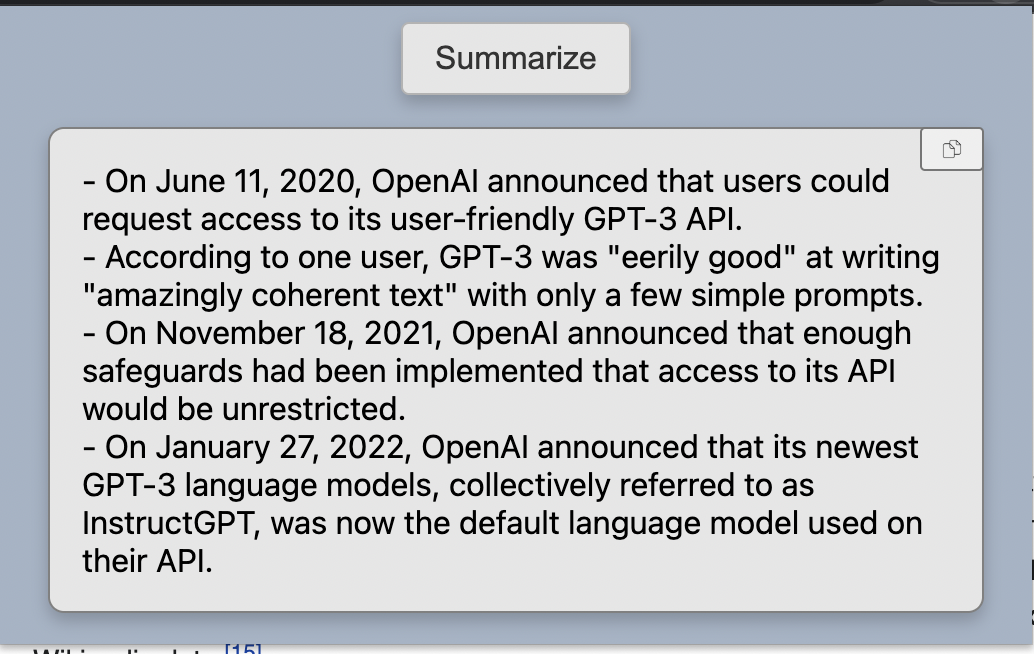 Summarize
- On June 11, 2020, OpenAI announced that users could
request access to its user-friendly GPT-3 API.
- According to one user, GPT-3 was "eerily good" at writing
"amazingly coherent text" with only a few simple prompts.
- On November 18, 2021, OpenAI announced that enough
safeguards had been implemented that access to its API
would be unrestricted.
- On January 27, 2022, OpenAI announced that its newest
GPT-3 language models, collectively referred to as
InstructGPT, was now the default language model used on
their API.
[15]